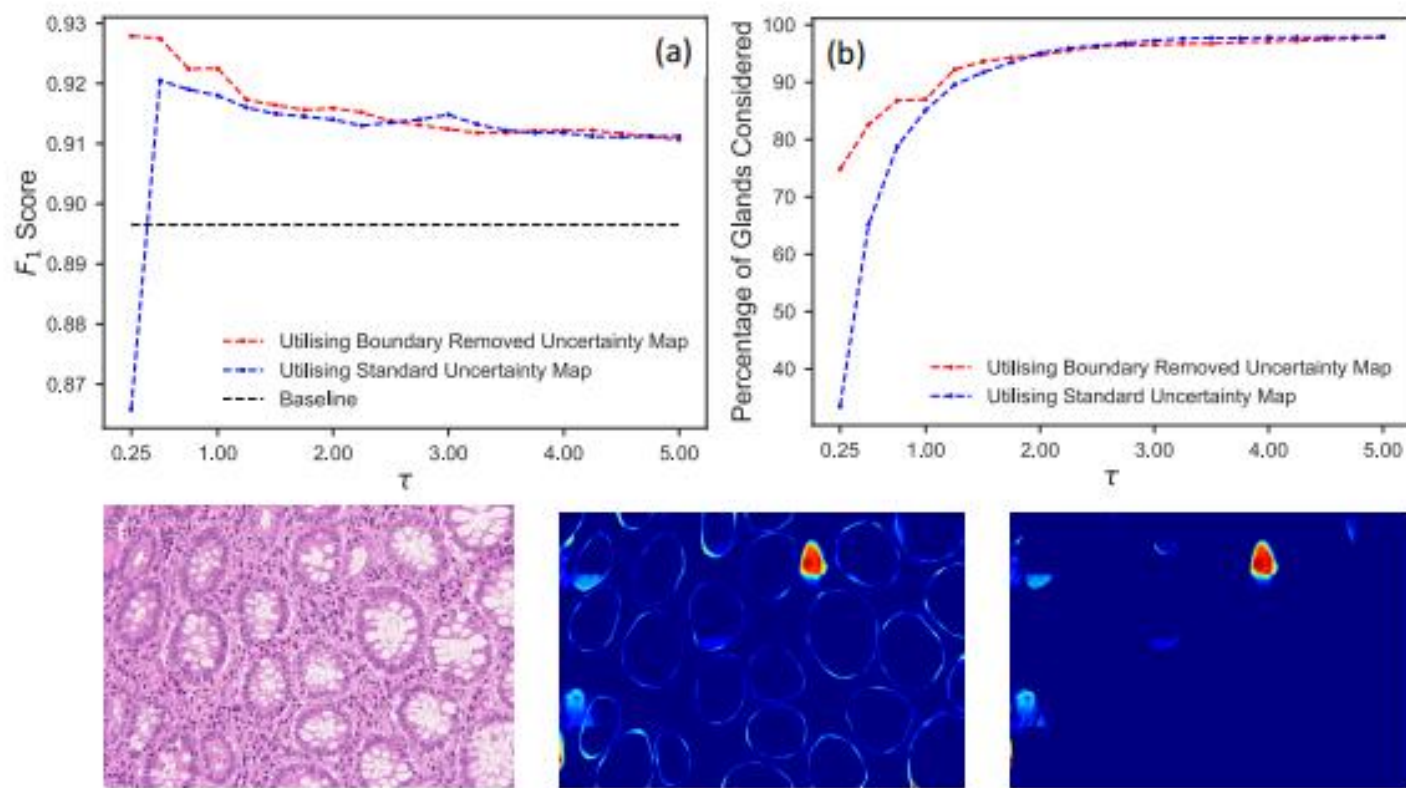 0.93
0.92
0.91
0.90
0.89
0.88
0.87
F1 Score
(a)
Utilising Boundary Removed Uncertainty Map
Utilising Standard Uncertainty Map
Baseline
0.25 1.00 2.00 3.00 4.00 5.00
τ
100
90
80
70
60
50
40
Percentage of Glands Considered
(b)
Utilising Boundary Removed Uncertainty Map
Utilising Standard Uncertainty Map
0.25 1.00 2.00 3.00 4.00 5.00
τ